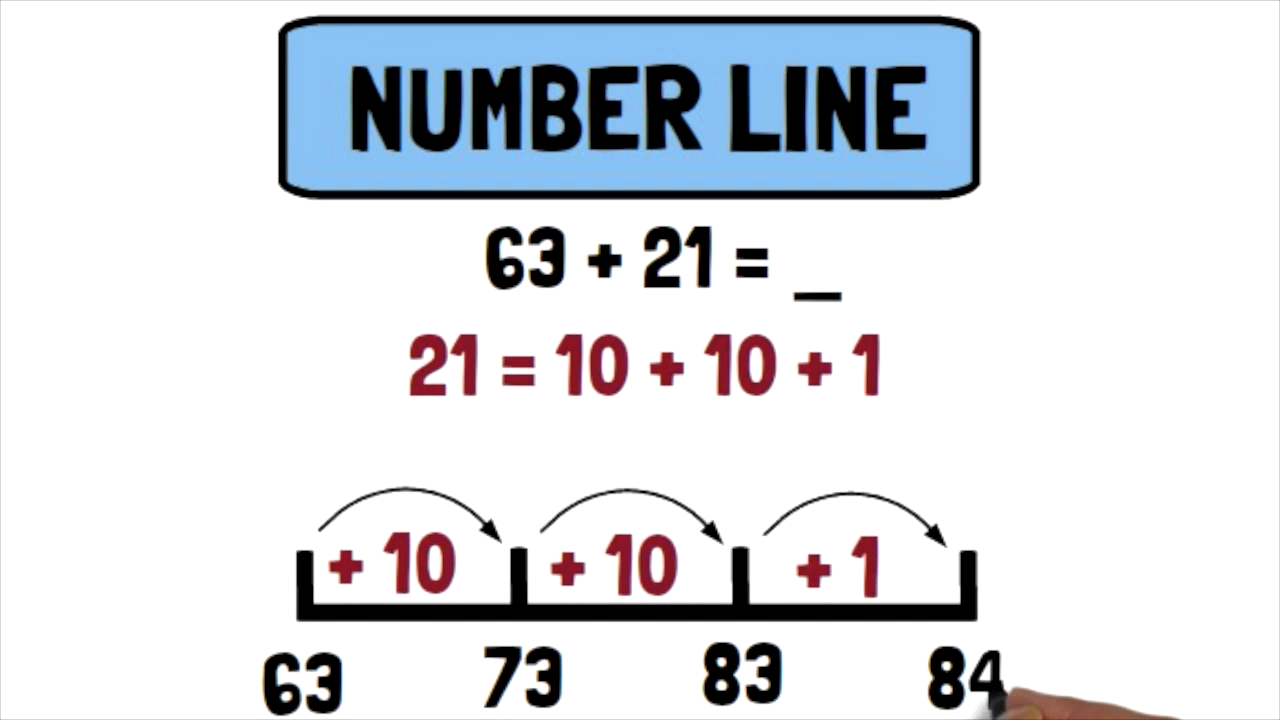 NUMBER LINE
63 + 21 = _
21 = 10 + 10 + 1
+ 10 + 10 + 1
63 73 83 84